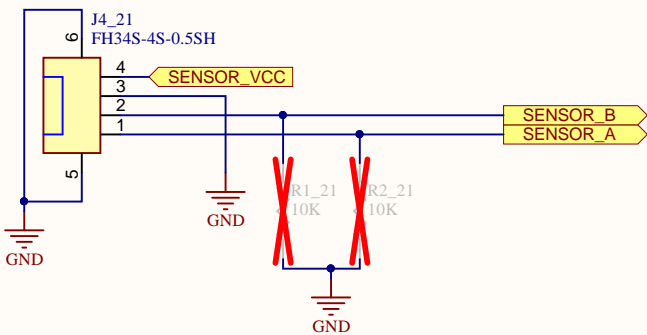 J4_21
FH34S-4S-0.5SH
6
4
SENSOR_VCC
3
2
SENSOR_B
1
SENSOR_A
5
R1_21
10K
R2_21
10K
GND
GND
GND